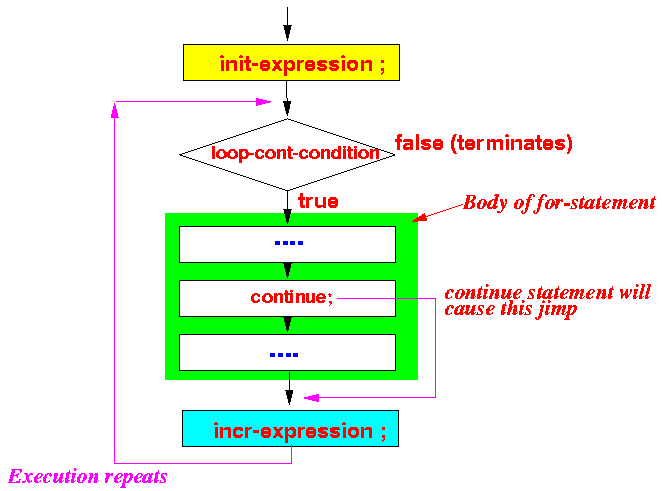 init-expression ;
loop-cont-condition
false (terminates)
true
Body of for-statement
....
continue;
continue statement will
cause this jimp
....
incr-expression ;
Execution repeats